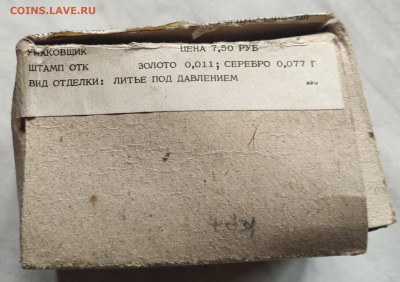 COINS.LAVE.RU
УПАКОВЩИК ЦЕНА 7,50 РУБ
ШТАМП ОТК ЗОЛОТО 0,011; СЕРЕБРО 0,077 Г
ВИД ОТДЕЛКИ: ЛИТЬЕ ПОД ДАВЛЕНИЕМ